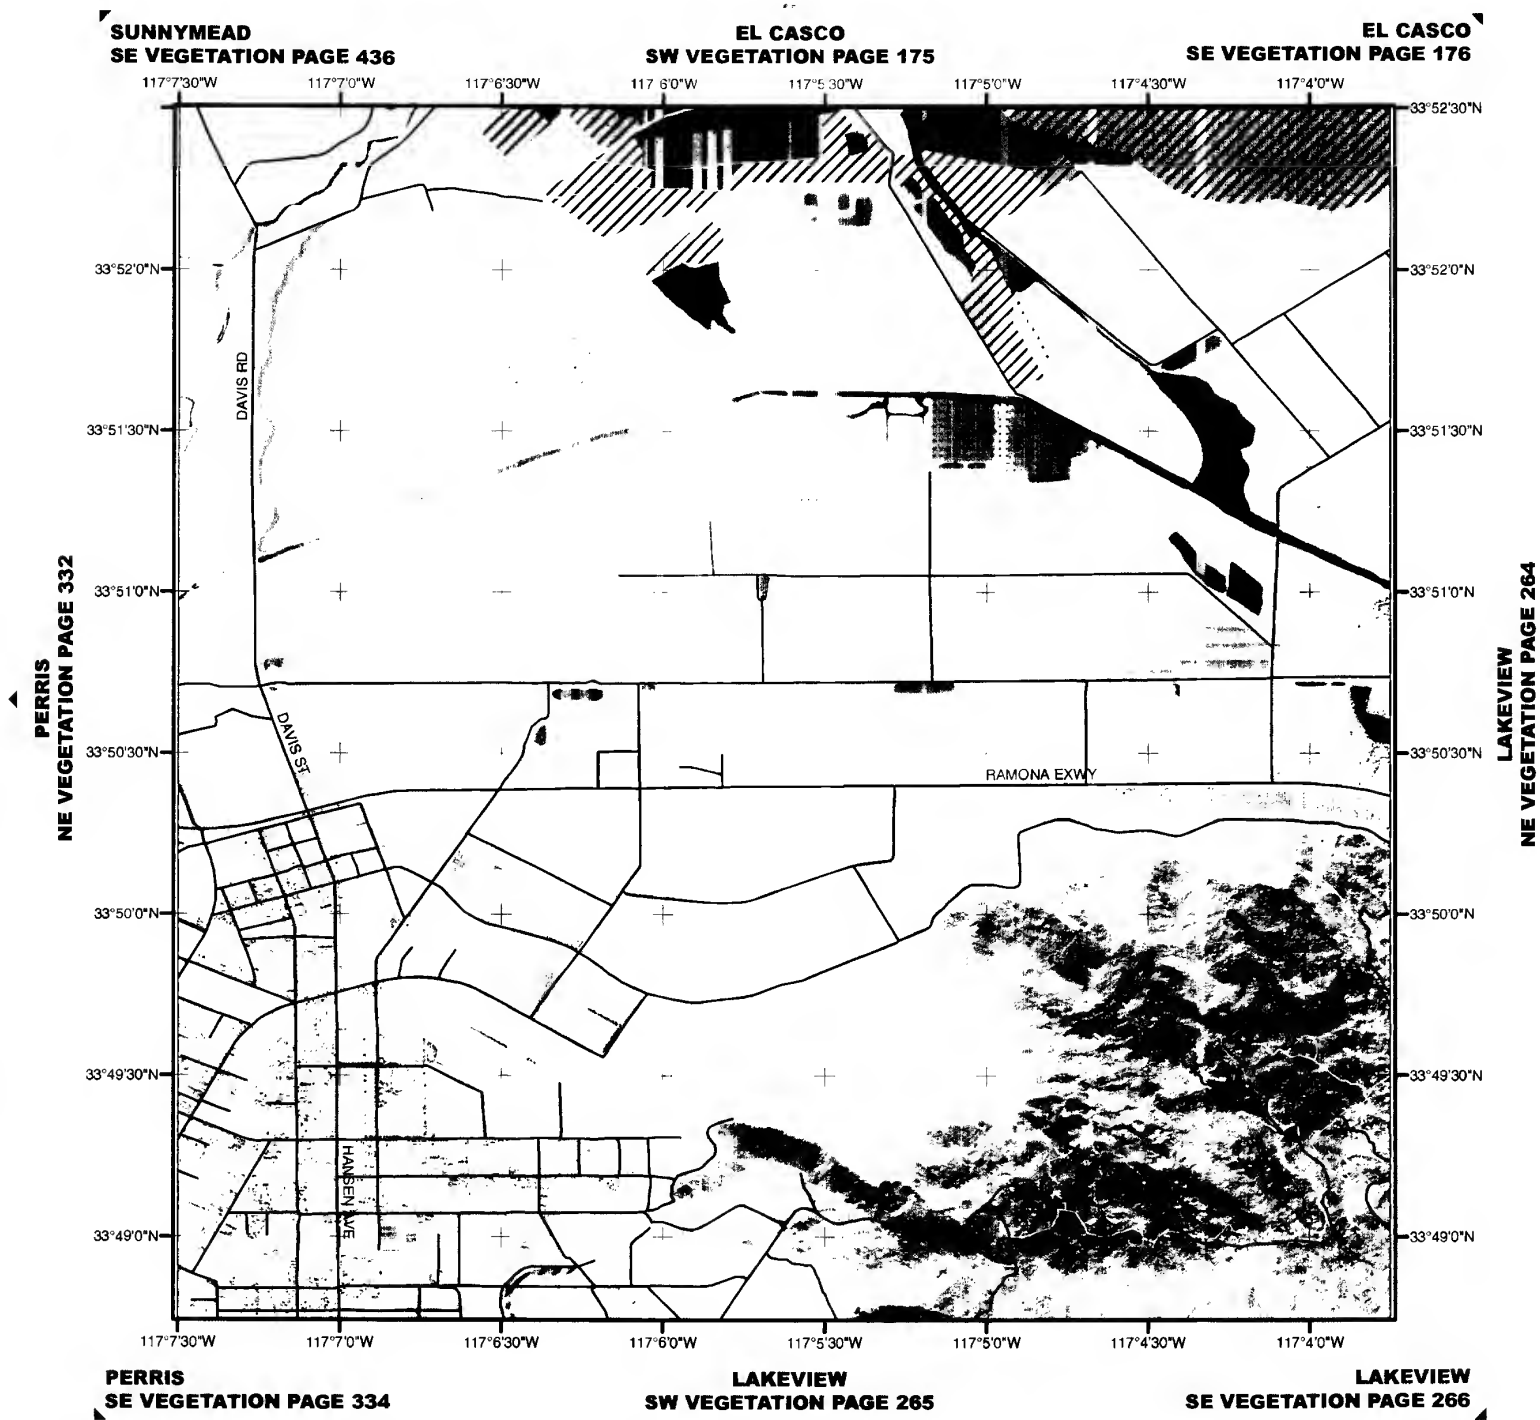 SUNNYMEAD
SE VEGETATION PAGE 436
EL CASCO
SW VEGETATION PAGE 175
EL CASCO
SE VEGETATION PAGE 176
117°7'30"W
117°7'0"W
117°6'30"W
117°6'0"W
117°5'30"W
117°5'0"W
117°4'30"W
117°4'0"W
33°52'30"N
33°52'0"N
33°52'0"N
DAVIS RD
33°51'30"N
33°51'30"N
33°51'0"N
33°51'0"N
PERRIS
NE VEGETATION PAGE 332
LAKEVIEW
NE VEGETATION PAGE 264
DAVIS ST
33°50'30"N
33°50'30"N
RAMONA EXWY
33°50'0"N
33°50'0"N
33°49'30"N
33°49'30"N
HANSEN AVE
33°49'0"N
33°49'0"N
117°7'30"W
117°7'0"W
117°6'30"W
117°6'0"W
117°5'30"W
117°5'0"W
117°4'30"W
117°4'0"W
PERRIS
SE VEGETATION PAGE 334
LAKEVIEW
SW VEGETATION PAGE 265
LAKEVIEW
SE VEGETATION PAGE 266